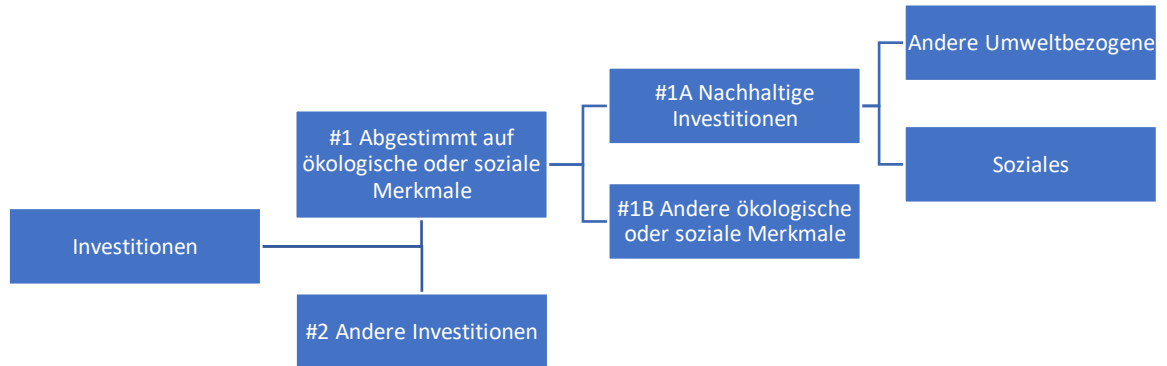 Investitionen
#1 Abgestimmt auf
ökologische oder soziale
Merkmale
#2 Andere Investitionen
#1A Nachhaltige
Investitionen
#1B Andere ökologische
oder soziale Merkmale
Andere Umweltbezogene
Soziales